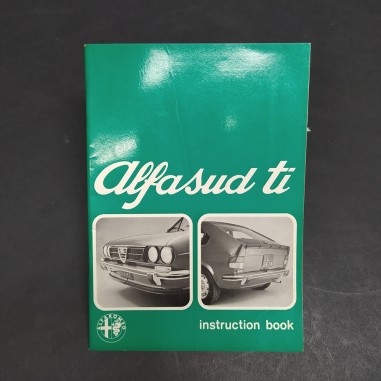 Alfasud ti
instruction book